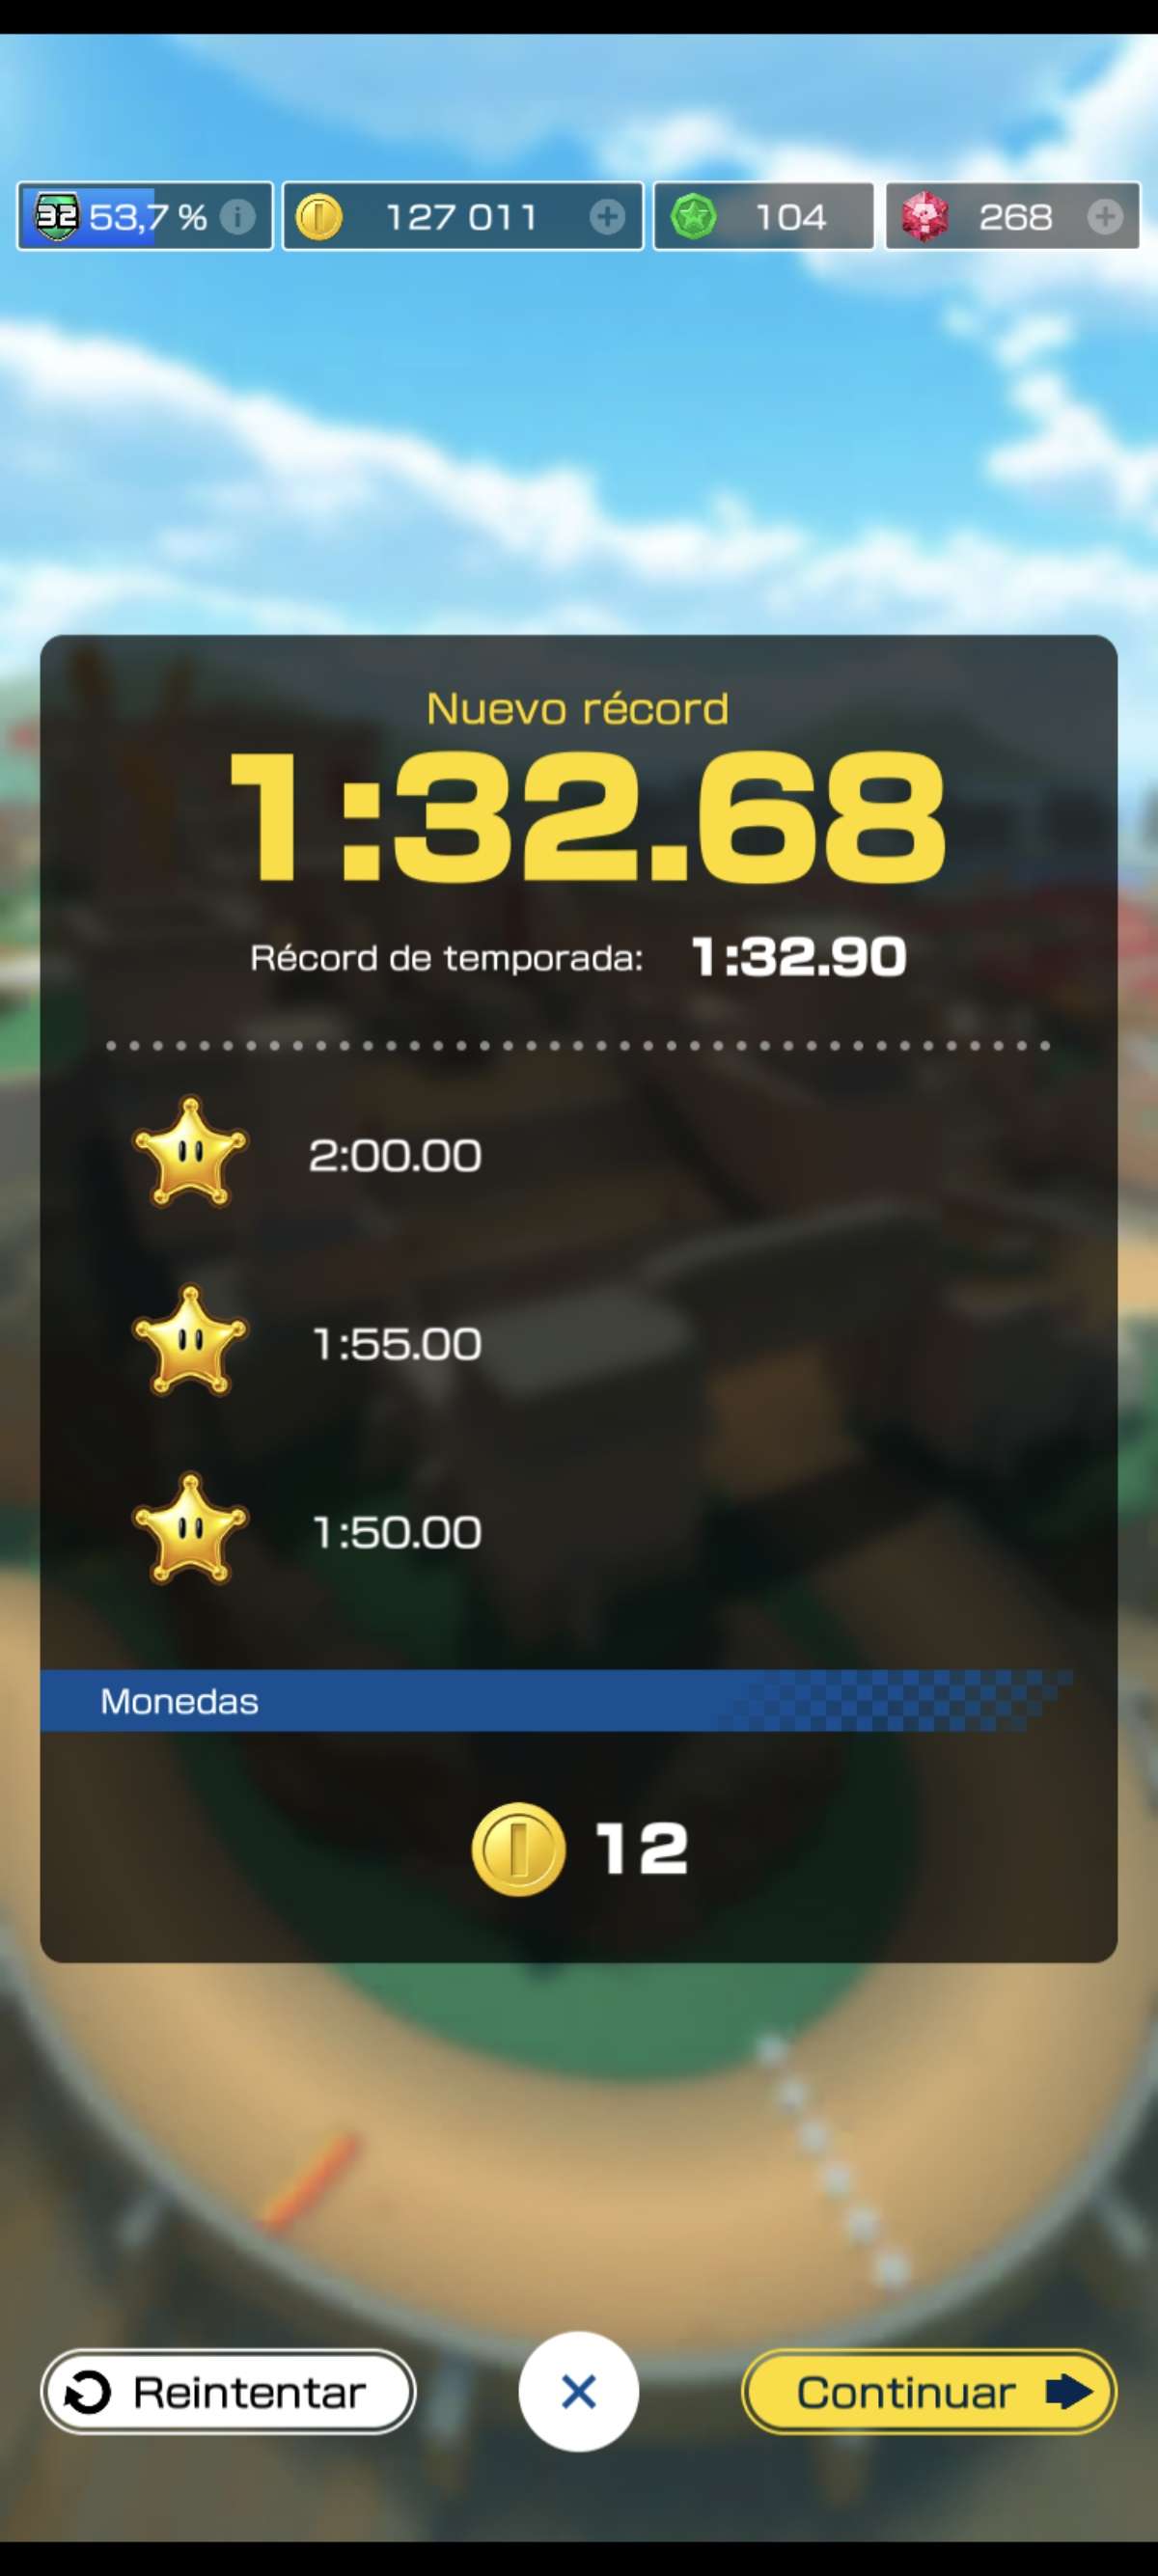 32 53,7 % i 127 011 + 104 268 +
Nuevo récord
1:32.68
Récord de temporada: 1:32.90
2:00.00
1:55.00
1:50.00
Monedas
12
Reintentar × Continuar